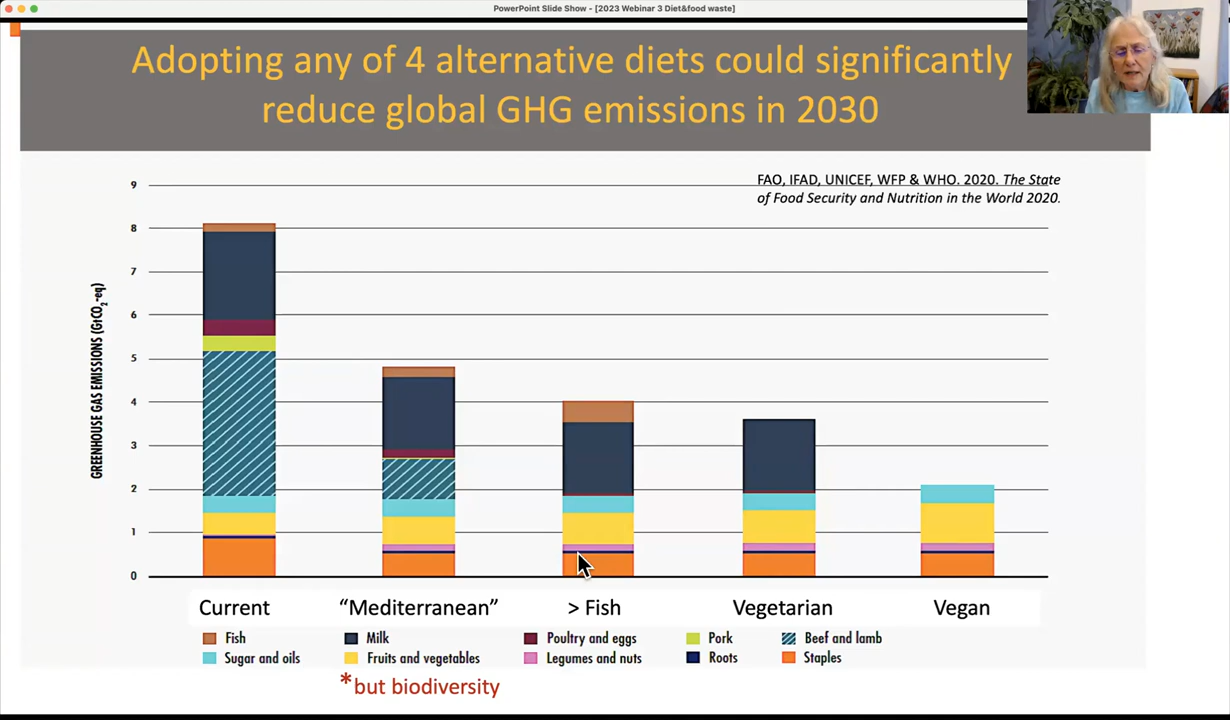 PowerPoint Slide Show - [2023 Webinar 3 Diet&food waste]
Adopting any of 4 alternative diets could significantly
reduce global GHG emissions in 2030
FAO, IFAD, UNICEF, WFP & WHO. 2020. The State
of Food Security and Nutrition in the World 2020.
GREENHOUSE GAS EMISSIONS (GtCO2-eq)
9
8
7
6
5
4
3
2
1
0
Current “Mediterranean” > Fish Vegetarian Vegan
Fish Milk Poultry and eggs Pork Beef and lamb
Sugar and oils Fruits and vegetables Legumes and nuts Roots Staples
*but biodiversity